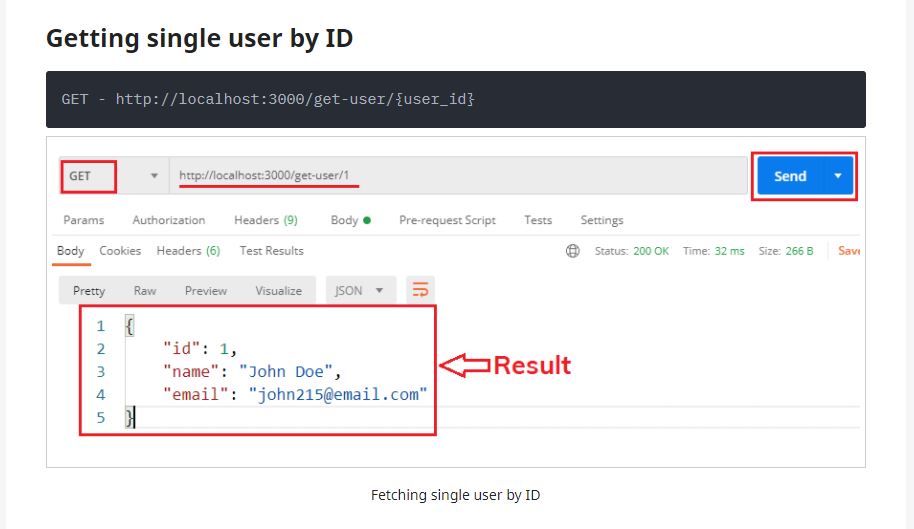 Getting single user by ID
GET - http://localhost:3000/get-user/{user_id}
GET http://localhost:3000/get-user/1 Send
Params Authorization Headers (9) Body Pre-request Script Tests Settings
Body Cookies Headers (6) Test Results Status: 200 OK Time: 32 ms Size: 266 B Save
Pretty Raw Preview Visualize JSON
1 {
2 "id": 1,
3 "name": "John Doe", Result
4 "email": "john215@email.com"
5 }
Fetching single user by ID